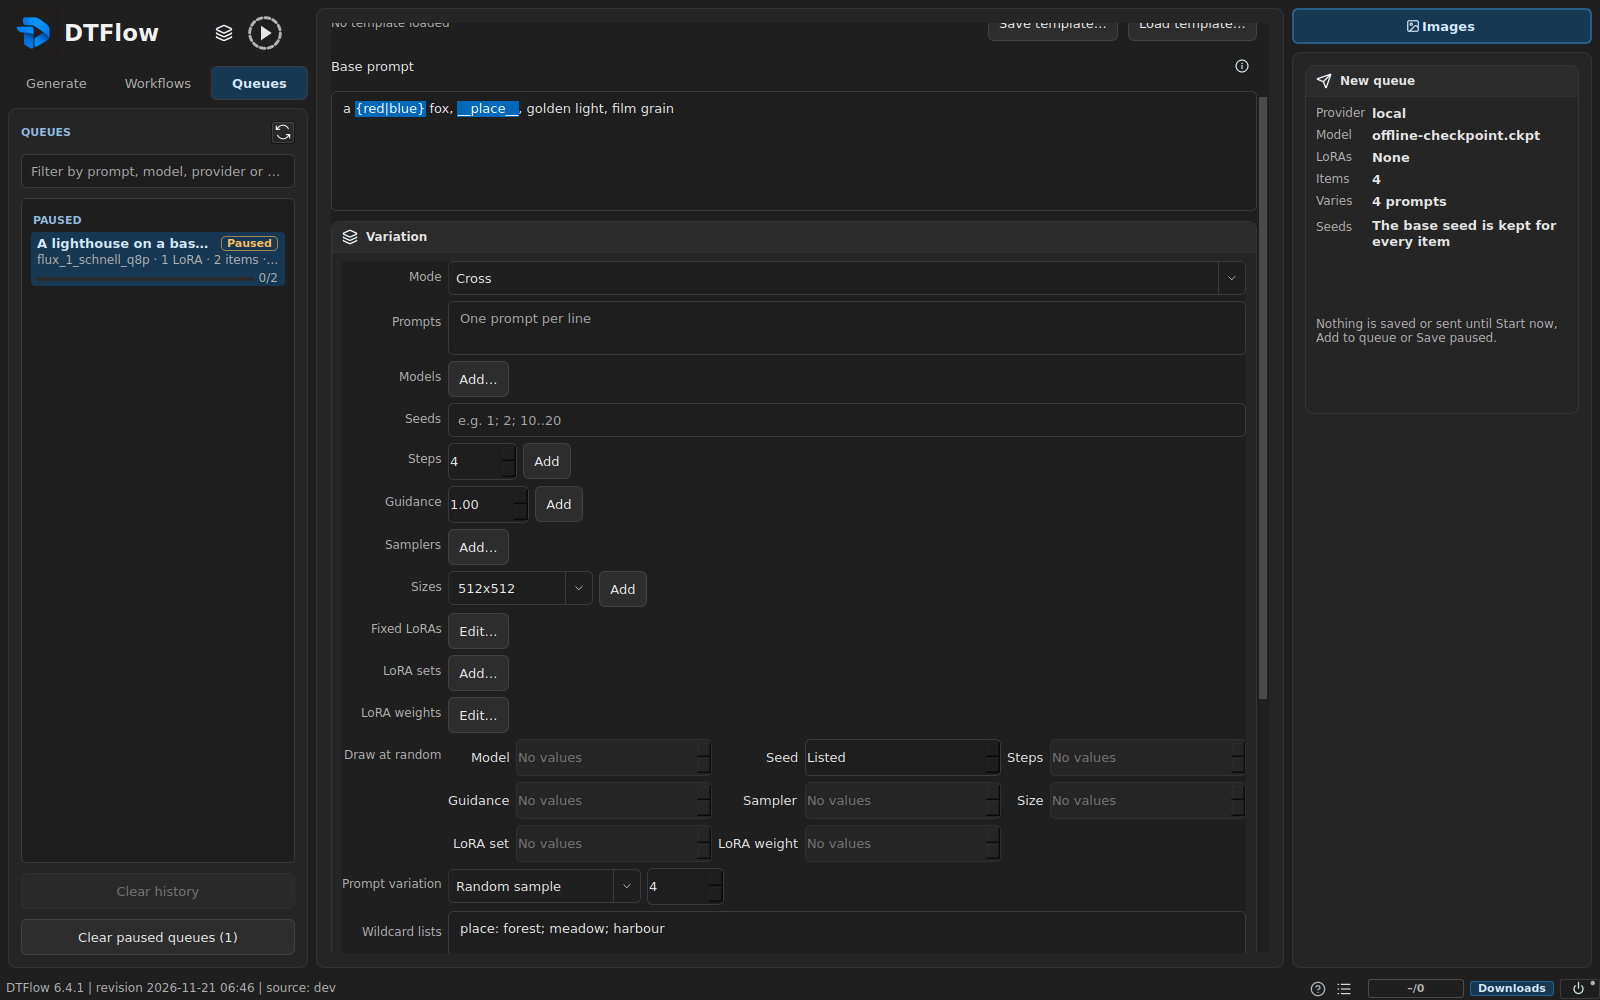 DTFlow
Generate
Workflows
Queues
QUEUES
Filter by prompt, model, provider or ...
PAUSED
A lighthouse on a bas...
Paused
flux_1_schnell_q8p · 1 LoRA · 2 items ·...
0/2
Clear history
Clear paused queues (1)
No template loaded
Save template...
Load template...
Base prompt
a {red|blue} fox, __place__, golden light, film grain
Variation
Mode
Cross
Prompts
One prompt per line
Models
Add...
Seeds
e.g. 1; 2; 10..20
Steps
4
Add
Guidance
1.00
Add
Samplers
Add...
Sizes
512x512
Add
Fixed LoRAs
Edit...
LoRA sets
Add...
LoRA weights
Edit...
Draw at random
Model
No values
Seed
Listed
Steps
No values
Guidance
No values
Sampler
No values
Size
No values
LoRA set
No values
LoRA weight
No values
Prompt variation
Random sample
4
Wildcard lists
place: forest; meadow; harbour
Images
New queue
Provider local
Model offline-checkpoint.ckpt
LoRAs None
Items 4
Varies 4 prompts
Seeds The base seed is kept for
every item
Nothing is saved or sent until Start now,
Add to queue or Save paused.
DTFlow 6.4.1 | revision 2026-11-21 06:46 | source: dev
–/0
Downloads